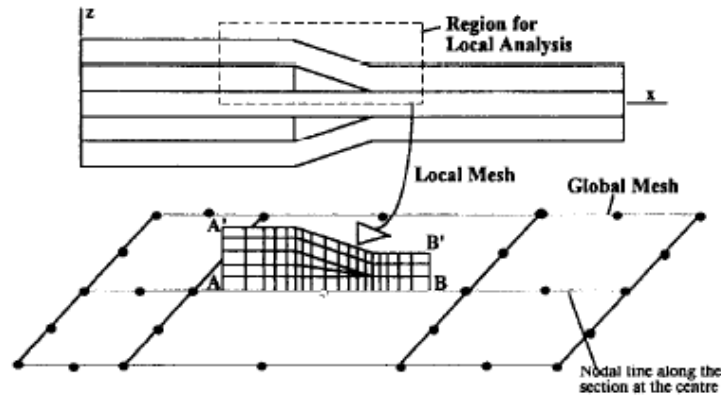 z
Region for
Local Analysis
x
Local Mesh
Global Mesh
A'
B'
A
B
Nodal line along the
section at the centre